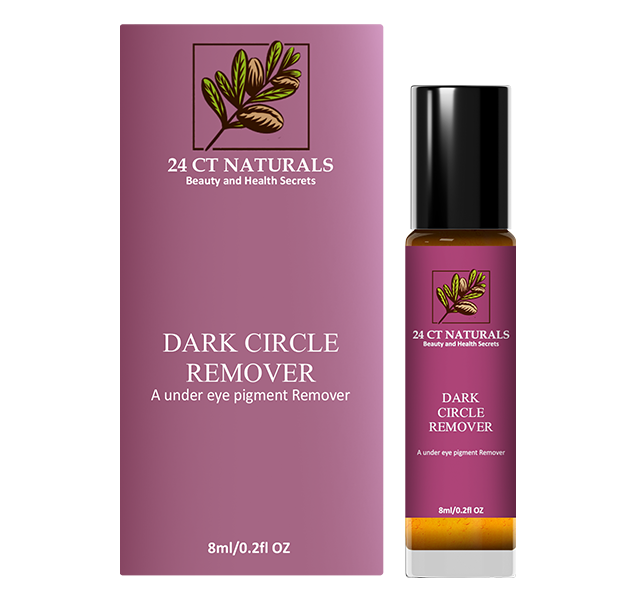 24 CT NATURALS
Beauty and Health Secrets
DARK CIRCLE
REMOVER
A under eye pigment Remover
8ml/0.2fl OZ
24 CT NATURALS
Beauty and Health Secrets
DARK
CIRCLE
REMOVER
A under eye pigment Remover
8ml/0.2fl OZ